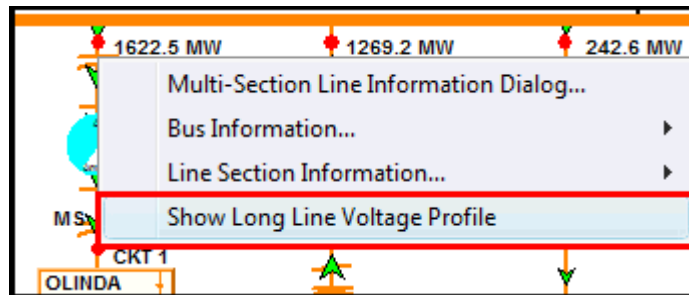 1622.5 MW 1269.2 MW 242.6 MW
Multi-Section Line Information Dialog...
Bus Information...
Line Section Information...
Show Long Line Voltage Profile
MS
CKT 1
OLINDA